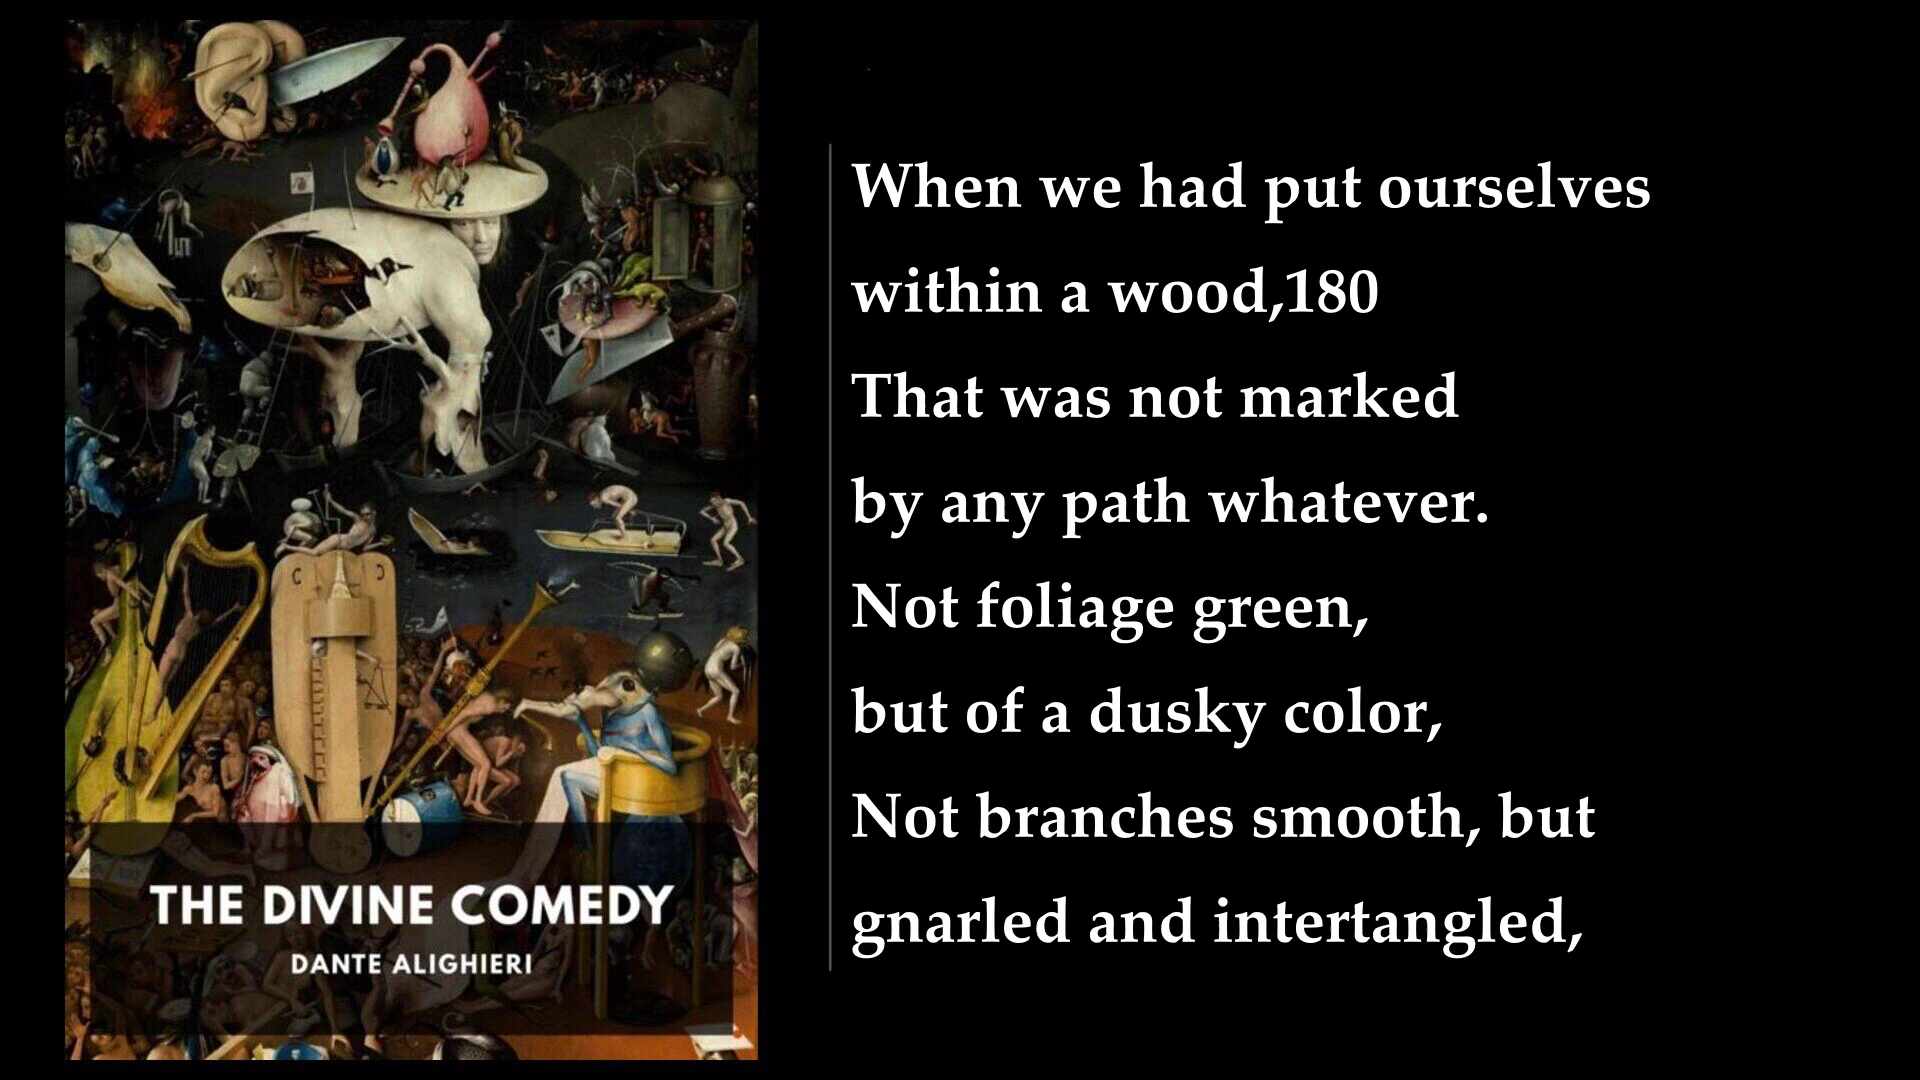 THE DIVINE COMEDY
DANTE ALIGHIERI
When we had put ourselves
within a wood,180
That was not marked
by any path whatever.
Not foliage green,
but of a dusky color,
Not branches smooth, but
gnarled and intertangled,